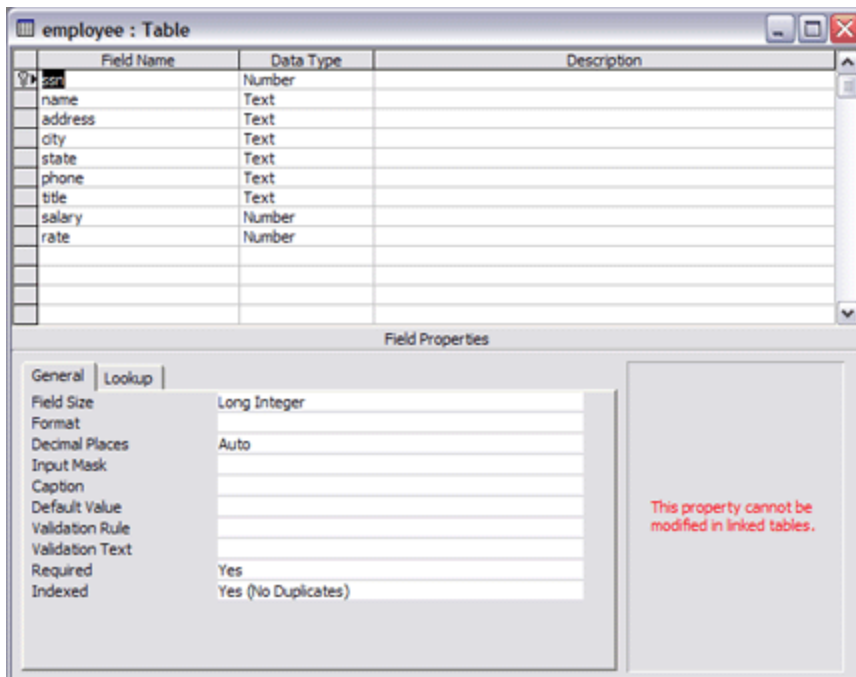 employee : Table
Field Name Data Type Description
ssn Number
name Text
address Text
city Text
state Text
phone Text
title Text
salary Number
rate Number
Field Properties
General Lookup
Field Size Long Integer
Format
Decimal Places Auto
Input Mask
Caption
Default Value
Validation Rule
Validation Text
Required Yes
Indexed Yes (No Duplicates)
This property cannot be
modified in linked tables.